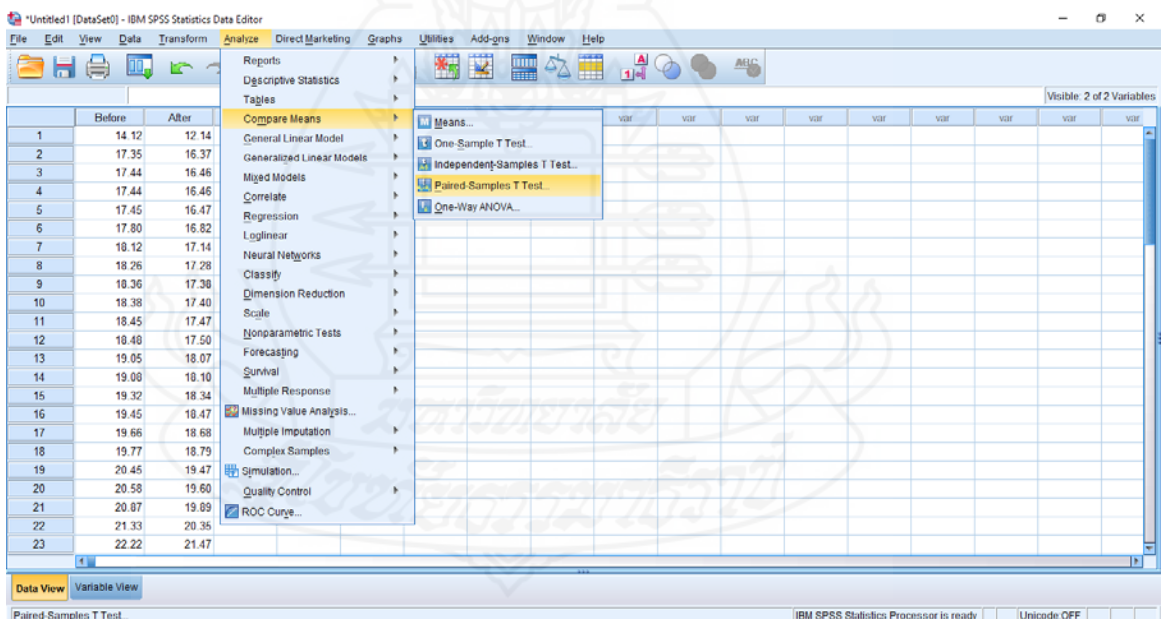 *Untitled1 [DataSet0] - IBM SPSS Statistics Data Editor
File Edit View Data Transform Analyze Direct Marketing Graphs Utilities Add-ons Window Help
Visible: 2 of 2 Variables
Before After var var var var var var var var var
1 14.12 12.14
2 17.35 16.37
3 17.44 16.46
4 17.44 16.46
5 17.45 16.47
6 17.80 16.82
7 18.12 17.14
8 18.26 17.28
9 18.36 17.38
10 18.38 17.40
11 18.45 17.47
12 18.48 17.50
13 19.05 18.07
14 19.08 18.10
15 19.32 18.34
16 19.45 18.47
17 19.66 18.68
18 19.77 18.79
19 20.45 19.47
20 20.58 19.60
21 20.87 19.89
22 21.33 20.35
23 22.22 21.47
Reports
Descriptive Statistics
Tables
Compare Means
General Linear Model
Generalized Linear Models
Mixed Models
Correlate
Regression
Loglinear
Neural Networks
Classify
Dimension Reduction
Scale
Nonparametric Tests
Forecasting
Survival
Multiple Response
Missing Value Analysis...
Multiple Imputation
Complex Samples
Simulation...
Quality Control
ROC Curve...
Means...
One-Sample T Test...
Independent-Samples T Test...
Paired-Samples T Test...
One-Way ANOVA...
Data View Variable View
Paired-Samples T Test... IBM SPSS Statistics Processor is ready Unicode:OFF